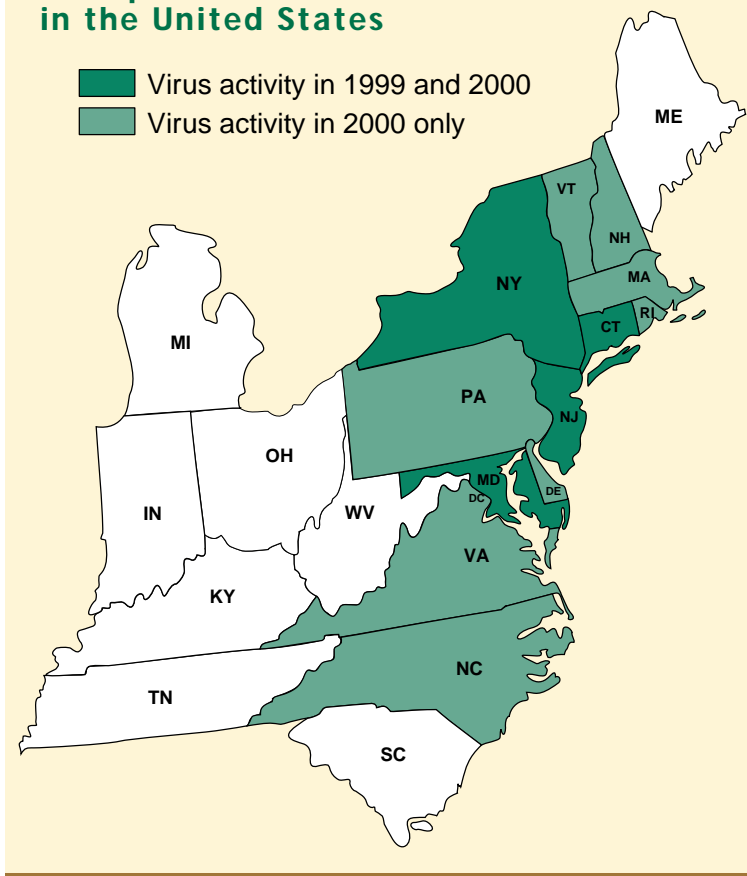 in the United States
Virus activity in 1999 and 2000
Virus activity in 2000 only
ME
VT
NH
NY
MA
RI
CT
MI
PA
NJ
OH
MD
DE
DC
IN
WV
VA
KY
NC
TN
SC